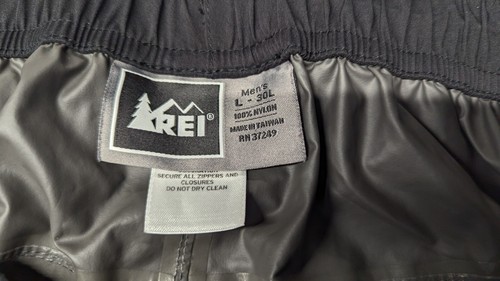 REI®
Men's
L - 30L
100% NYLON
MADE IN TAIWAN
RN 37249
SECURE ALL ZIPPERS AND
CLOSURES
DO NOT DRY CLEAN